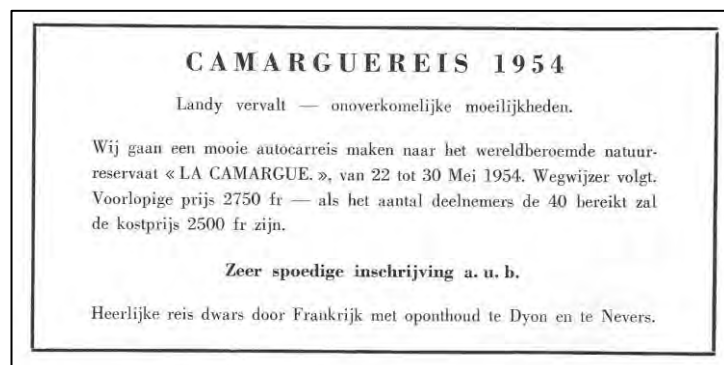 CAMARGUEREIS 1954
Landy vervalt — onoverkomelijke moeilijkheden.
Wij gaan een mooie autocarreis maken naar het wereldberoemde natuur-
reservaat « LA CAMARGUE. », van 22 tot 30 Mei 1954. Wegwijzer volgt.
Voorlopige prijs 2750 fr — als het aantal deelnemers de 40 bereikt zal
de kostprijs 2500 fr zijn.
Zeer spoedige inschrijving a. u. b.
Heerlijke reis dwars door Frankrijk met oponthoud te Dyon en te Nevers.